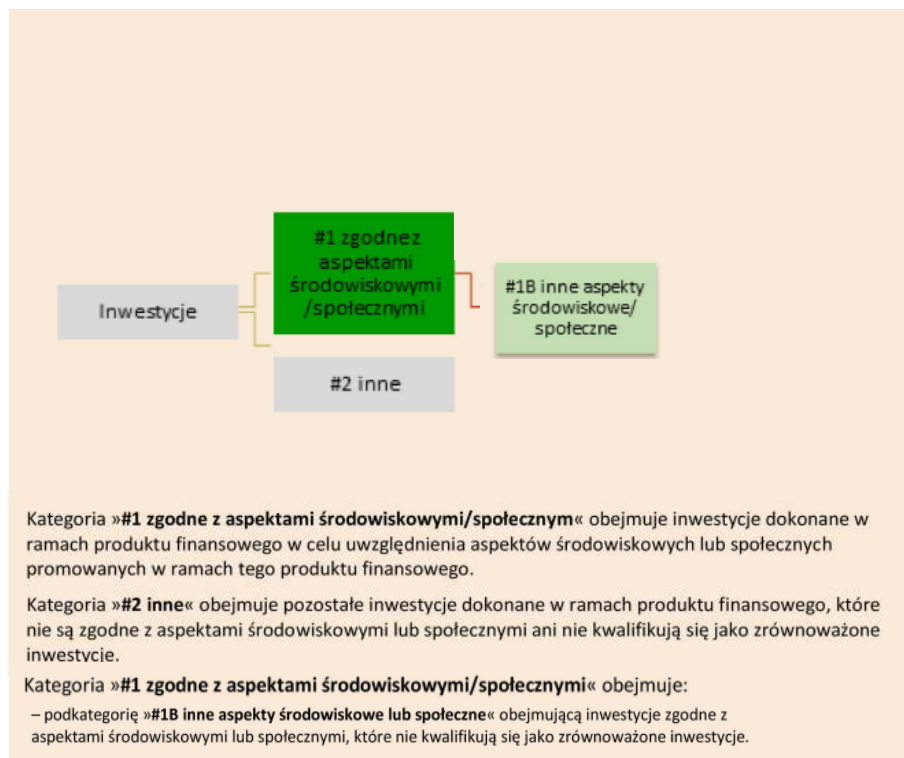 #1 zgodnez
aspektami
środowiskowymi
/społecznymi
Inwestycje
#1B inne aspekty
środowiskowe/
społeczne
#2 inne
Kategoria »#1 zgodne z aspektami środowiskowymi/społecznym« obejmuje inwestycje dokonane w
ramach produktu finansowego w celu uwzględnienia aspektów środowiskowych lub społecznych
promowanych w ramach tego produktu finansowego.
Kategoria »#2 inne« obejmuje pozostałe inwestycje dokonane w ramach produktu finansowego, które
nie są zgodne z aspektami środowiskowymi lub społecznymi ani nie kwalifikują się jako zrównoważone
inwestycie.
Kategoria »#1 zgodne z aspektami środowiskowymi/społecznymi« obejmuje:
– podkategorię »#1B inne aspekty środowiskowe lub społeczne« obejmującą inwestycje zgodne z
aspektami środowiskowymi lub społecznymi, które nie kwalifikują się jako zrównoważone inwestycje.